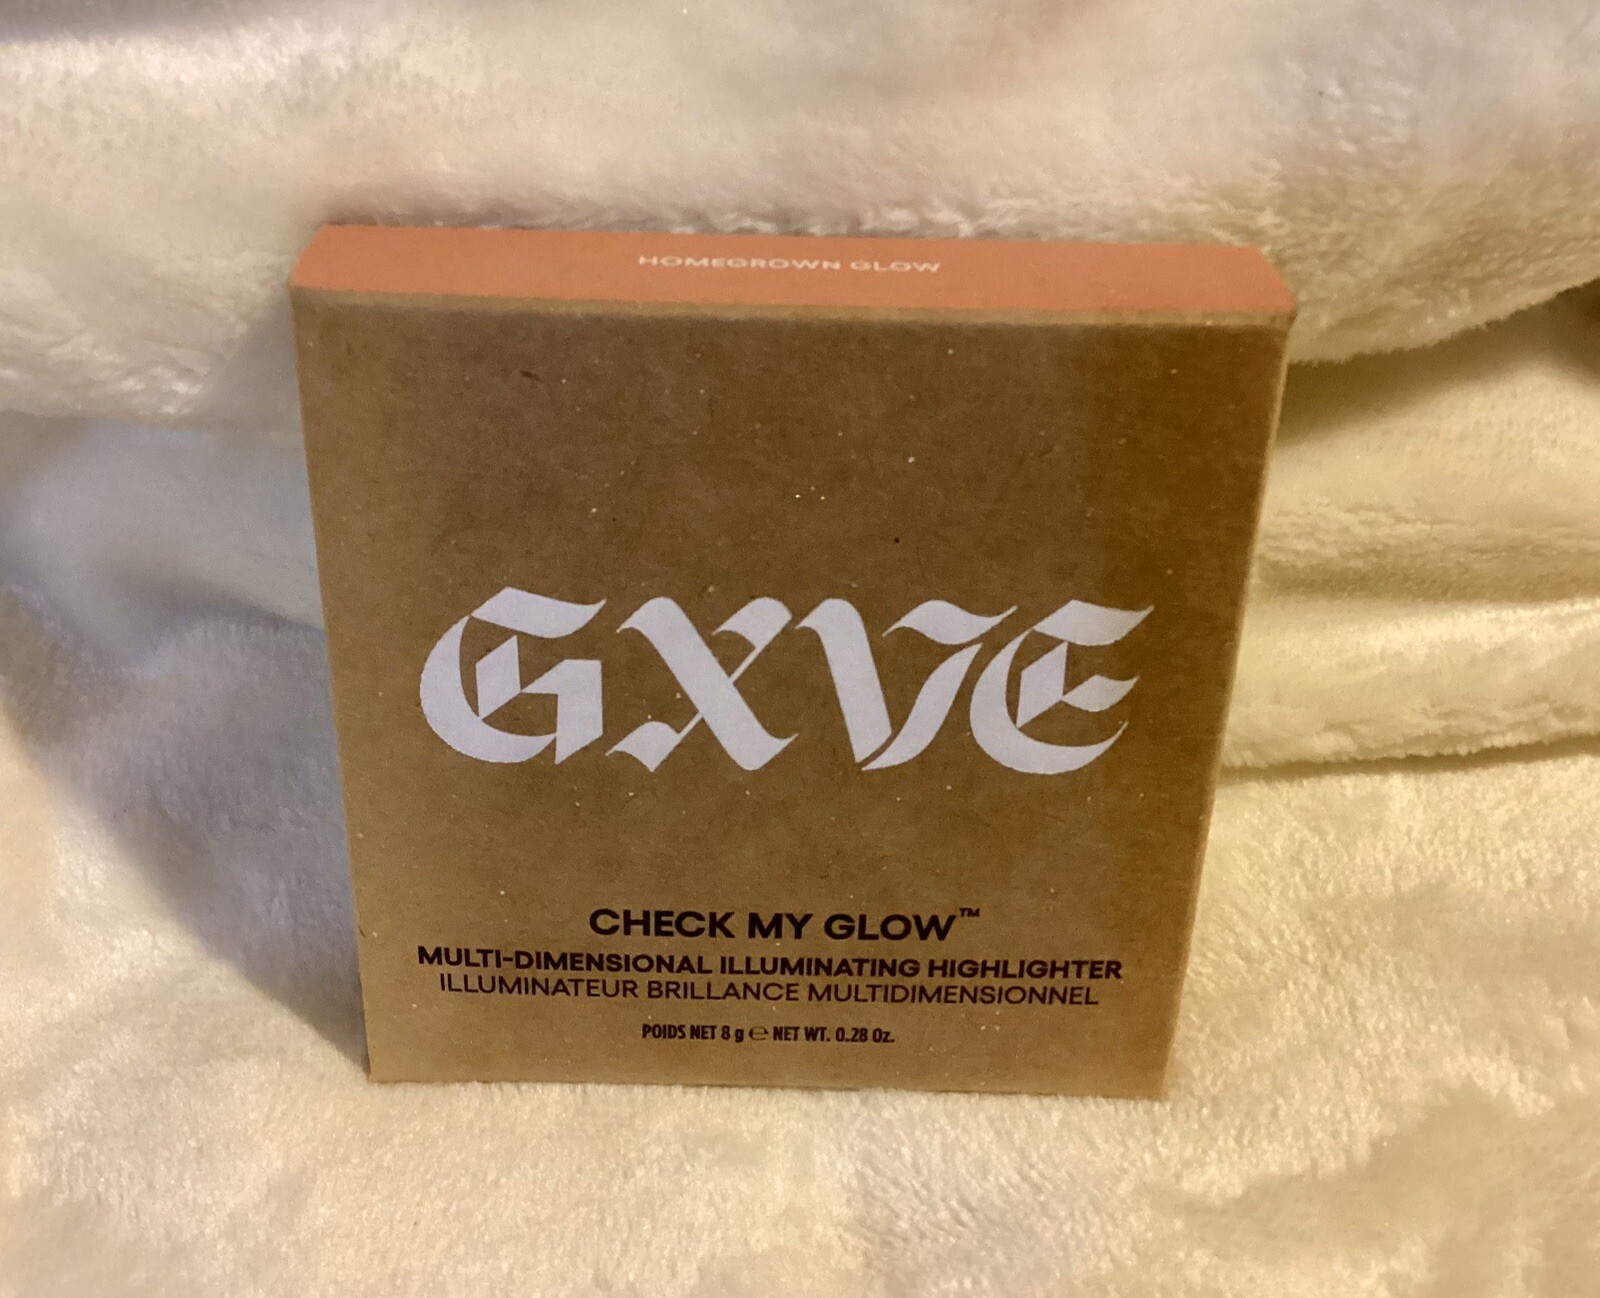 HOMEGROWN GLOW
GXVE
CHECK MY GLOW™
MULTI-DIMENSIONAL ILLUMINATING HIGHLIGHTER
ILLUMINATEUR BRILLANCE MULTIDIMENSIONNEL
POIDS NET 8 g ℮ NET WT. 0.28 Oz.